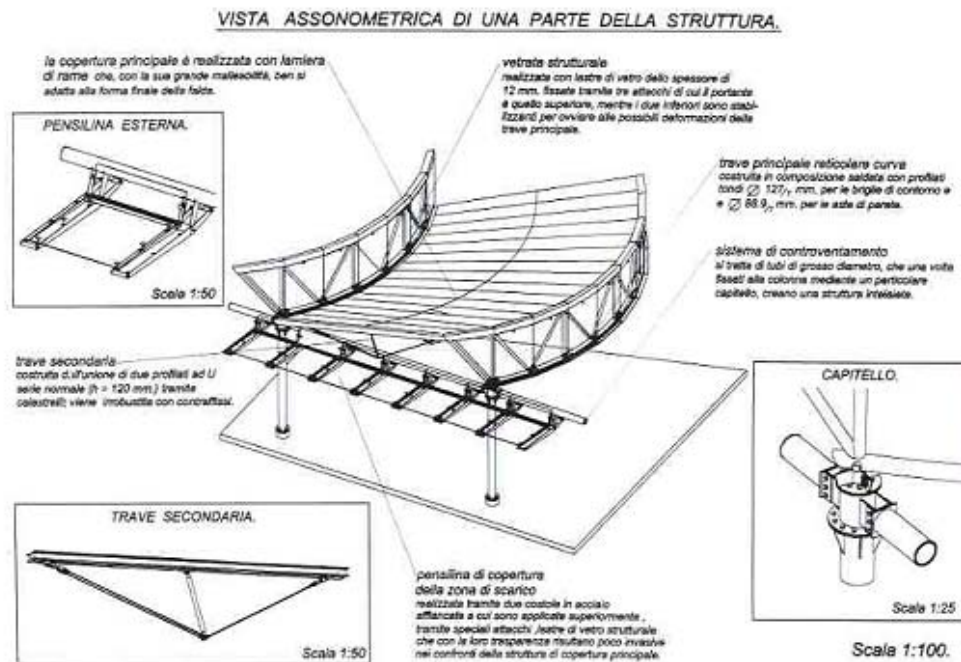 VISTA ASSONOMETRICA DI UNA PARTE DELLA STRUTTURA.
la copertura principale è realizzata con lamiera
di rame che, con la sua grande malleabilità, ben si
adatta alla forma finale della falda.
vetrata strutturale
realizzata con lastre di vetro dello spessore di
12 mm. fissate tramite tre attacchi di cui il portante
è quello superiore, mentre i due inferiori sono stabi-
lizzanti per ovviare alle possibili deformazioni della
trave principale.
PENSILINA ESTERNA.
Scala 1:50
trave principale reticolare curva
costruita in composizione saldata con profilati
tondi Ø 127/ mm. per le briglie di contorno e
e Ø 88.9/ mm. per le aste di parete.
sistema di controventamento
si tratta di tubi di grosso diametro, che una volta
fissati alla colonna mediante un particolare
capitello, creano una struttura intelaiata.
trave secondaria
costruita d.ll'unione di due profilati ad U
serie normale (h = 120 mm.) tramite
calastrelli; viene irrobustita con contraffissi.
CAPITELLO.
Scala 1:25
TRAVE SECONDARIA.
Scala 1:50
pensilina di copertura
della zona di scarico
realizzata tramite due costole in acciaio
affiancate a cui sono applicate superiormente ,
tramite speciali attacchi ,lastre di vetro strutturale
che con la loro trasparenza risultano poco invasive
nei confronti della struttura di copertura principale.
Scala 1:100.